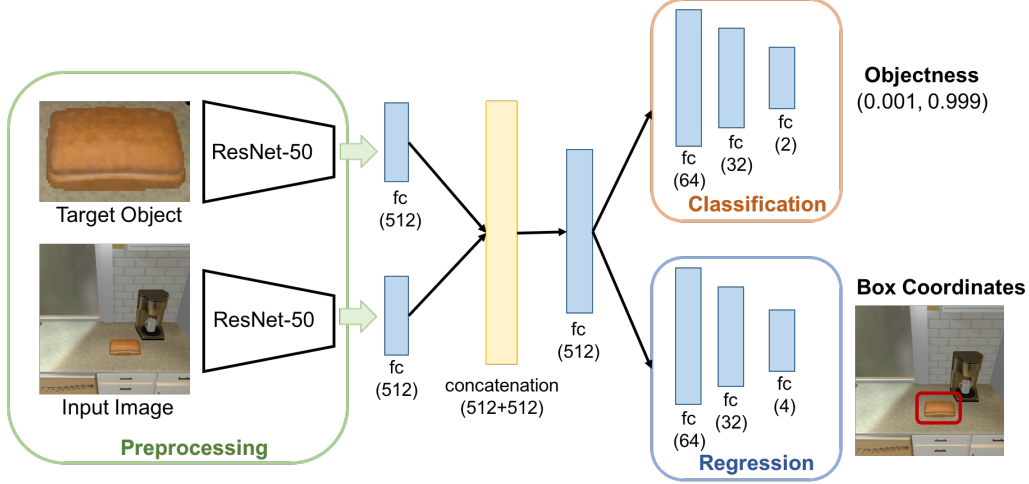 ResNet-50
Target Object
fc
(512)
ResNet-50
Input Image
fc
(512)
Preprocessing
concatenation
(512+512)
fc
(512)
fc
(64)
fc
(32)
fc
(2)
Classification
Objectness
(0.001, 0.999)
fc
(64)
fc
(32)
fc
(4)
Regression
Box Coordinates